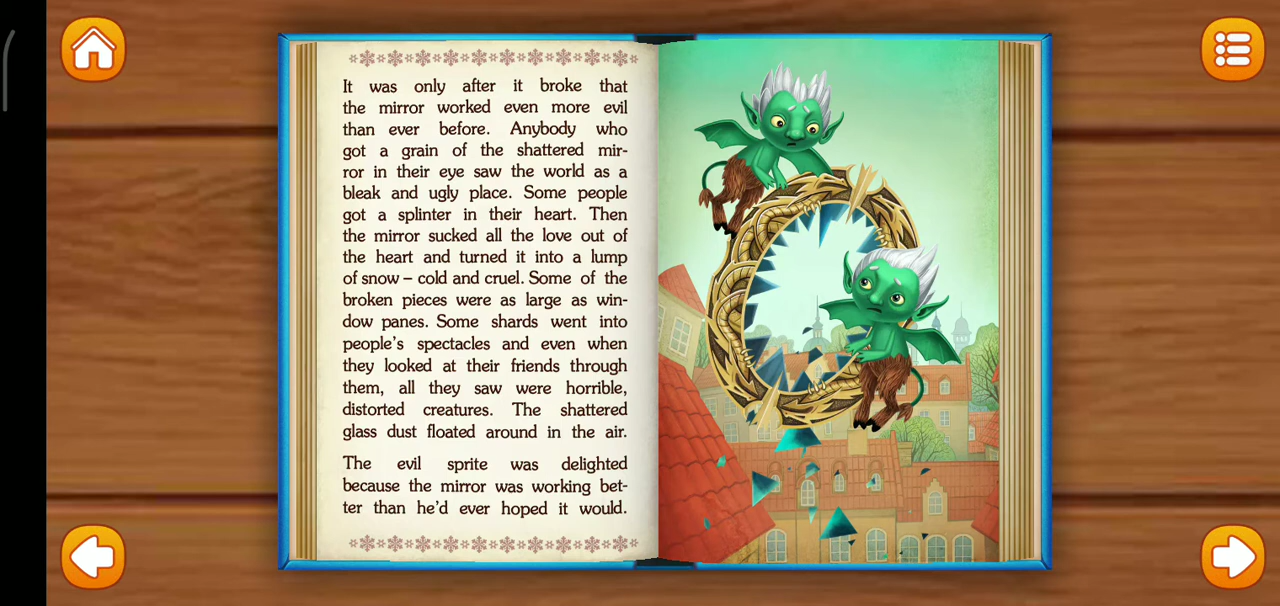 It was only after it broke that
the mirror worked even more evil
than ever before. Anybody who
got a grain of the shattered mir-
ror in their eye saw the world as a
bleak and ugly place. Some people
got a splinter in their heart. Then
the mirror sucked all the love out of
the heart and turned it into a lump
of snow – cold and cruel. Some of the
broken pieces were as large as win-
dow panes. Some shards went into
people's spectacles and even when
they looked at their friends through
them, all they saw were horrible,
distorted creatures. The shattered
glass dust floated around in the air.
The evil sprite was delighted
because the mirror was working bet-
ter than he'd ever hoped it would.